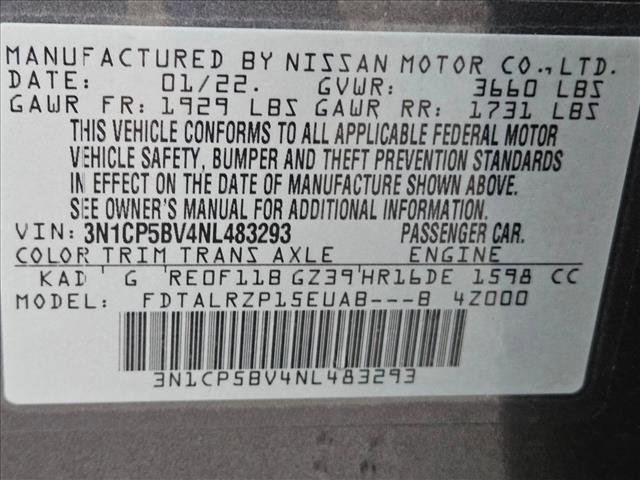 MANUFACTURED BY NISSAN MOTOR CO., LTD.
DATE: 01/22. GVWR: 3660 LBS
GAWR FR: 1929 LBS GAWR RR: 1731 LBS
THIS VEHICLE CONFORMS TO ALL APPLICABLE FEDERAL MOTOR
VEHICLE SAFETY, BUMPER AND THEFT PREVENTION STANDARDS
IN EFFECT ON THE DATE OF MANUFACTURE SHOWN ABOVE.
SEE OWNER'S MANUAL FOR ADDITIONAL INFORMATION.
VIN: 3N1CP5BV4NL483293 PASSENGER CAR.
COLOR TRIM TRANS AXLE ENGINE
KAD G RE0F11B GZ39 HR16DE 1598 CC
MODEL: FDTALRZP15EUAB---B 4Z000
3N1CP5BV4NL483293